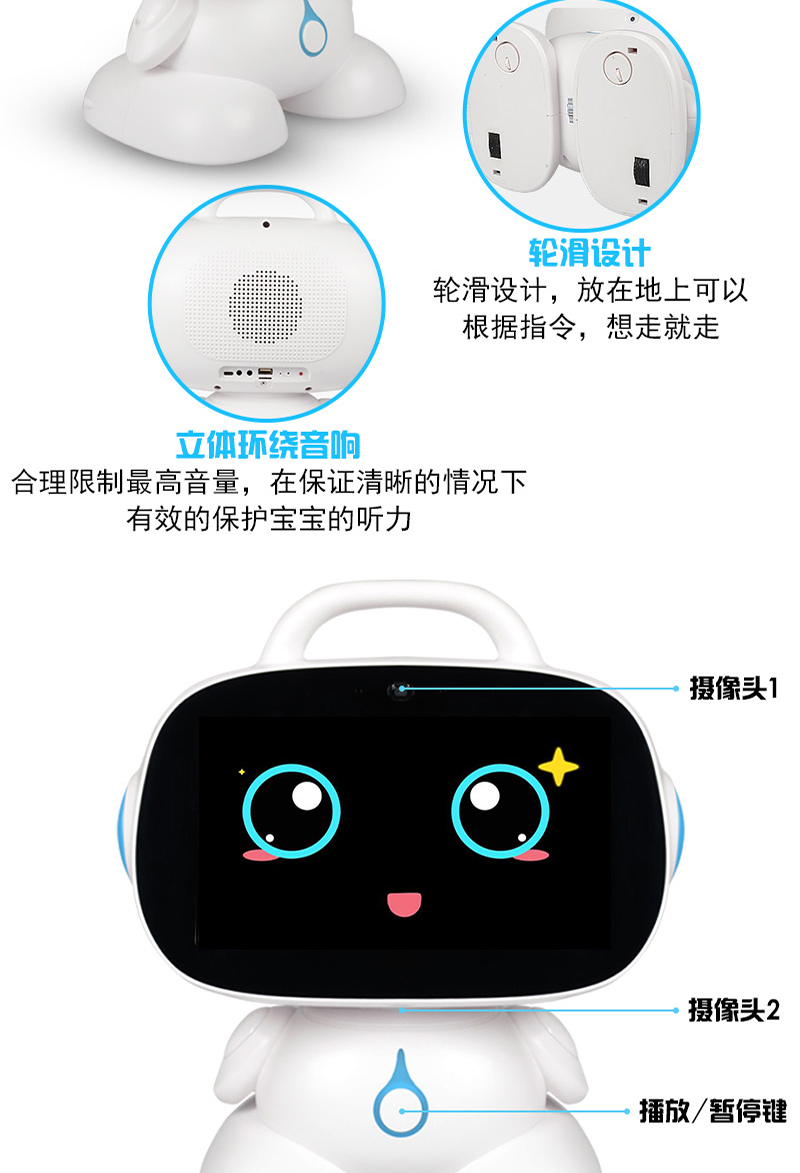 轮滑设计
轮滑设计，放在地上可以
根据指令，想走就走
立体环绕音响
合理限制最高音量，在保证清晰的情况下
有效的保护宝宝的听力
摄像头1
摄像头2
播放/暂停键